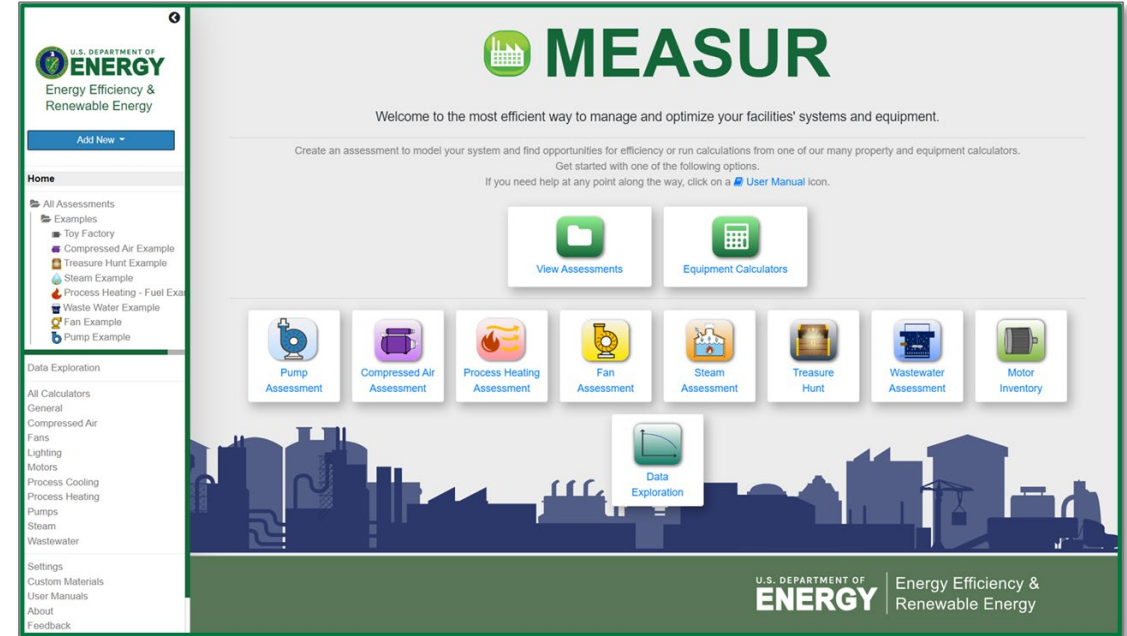 U.S. DEPARTMENT OF
ENERGY
Energy Efficiency &
Renewable Energy
Add New
Home
All Assessments
Examples
Toy Factory
Compressed Air Example
Treasure Hunt Example
Steam Example
Process Heating - Fuel Exa
Waste Water Example
Fan Example
Pump Example
Data Exploration
All Calculators
General
Compressed Air
Fans
Lighting
Motors
Process Cooling
Process Heating
Pumps
Steam
Wastewater
Settings
Custom Materials
User Manuals
About
Feedback
MEASUR
Welcome to the most efficient way to manage and optimize your facilities' systems and equipment.
Create an assessment to model your system and find opportunities for efficiency or run calculations from one of our many property and equipment calculators.
Get started with one of the following options.
If you need help at any point along the way, click on a User Manual icon.
View Assessments
Equipment Calculators
Pump
Assessment
Compressed Air
Assessment
Process Heating
Assessment
Fan
Assessment
Steam
Assessment
Treasure
Hunt
Wastewater
Assessment
Motor
Inventory
Data
Exploration
U.S. DEPARTMENT OF
ENERGY
Energy Efficiency &
Renewable Energy